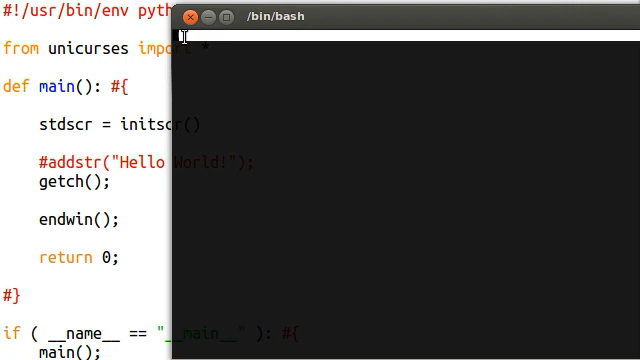 #!/usr/bin/env pyth
/bin/bash
from unicurses import *
def main(): #{
stdscr = initscr()
#addstr("Hello World!");
getch();
endwin();
return 0;
#}
if ( __name__ == "__main__" ): #{
main();